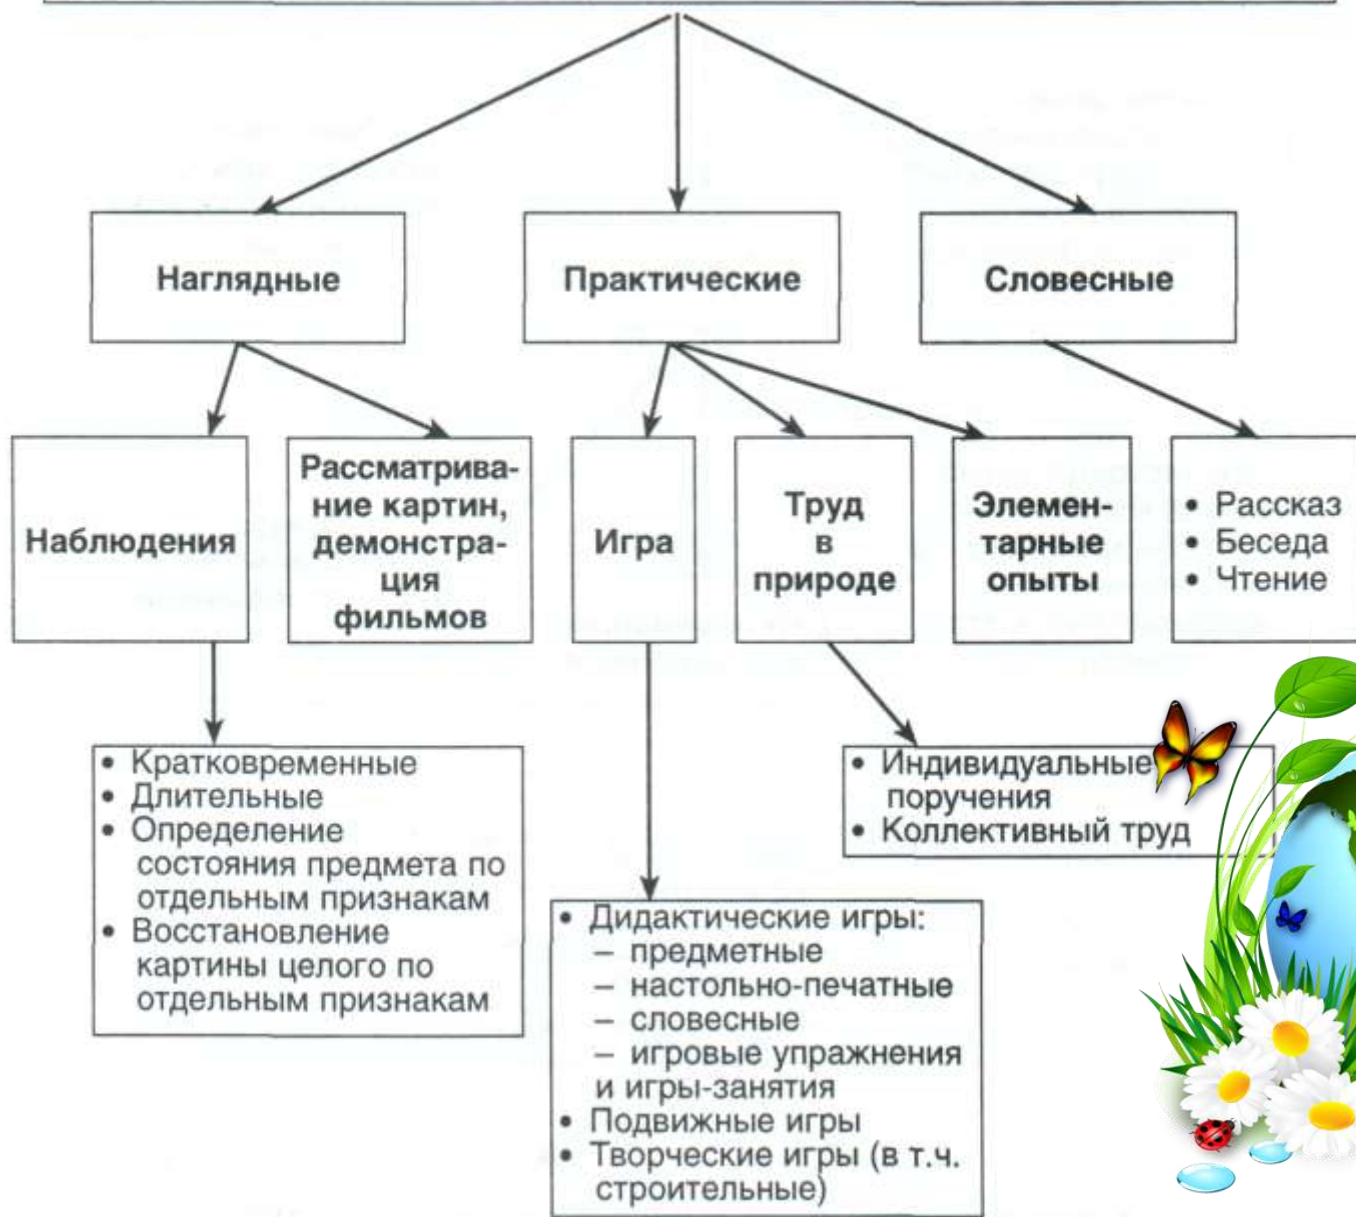 Наглядные
Практические
Словесные
Наблюдения
Рассматрива-
ние картин,
демонстра-
ция
фильмов
Игра
Труд
в
природе
Элемен-
тарные
опыты
• Рассказ
• Беседа
• Чтение
• Кратковременные
• Длительные
• Определение
состояния предмета по
отдельным признакам
• Восстановление
картины целого по
отдельным признакам
• Дидактические игры:
– предметные
– настольно-печатные
– словесные
– игровые упражнения
и игры-занятия
• Подвижные игры
• Творческие игры (в т.ч.
строительные)
• Индивидуальные
поручения
• Коллективный труд